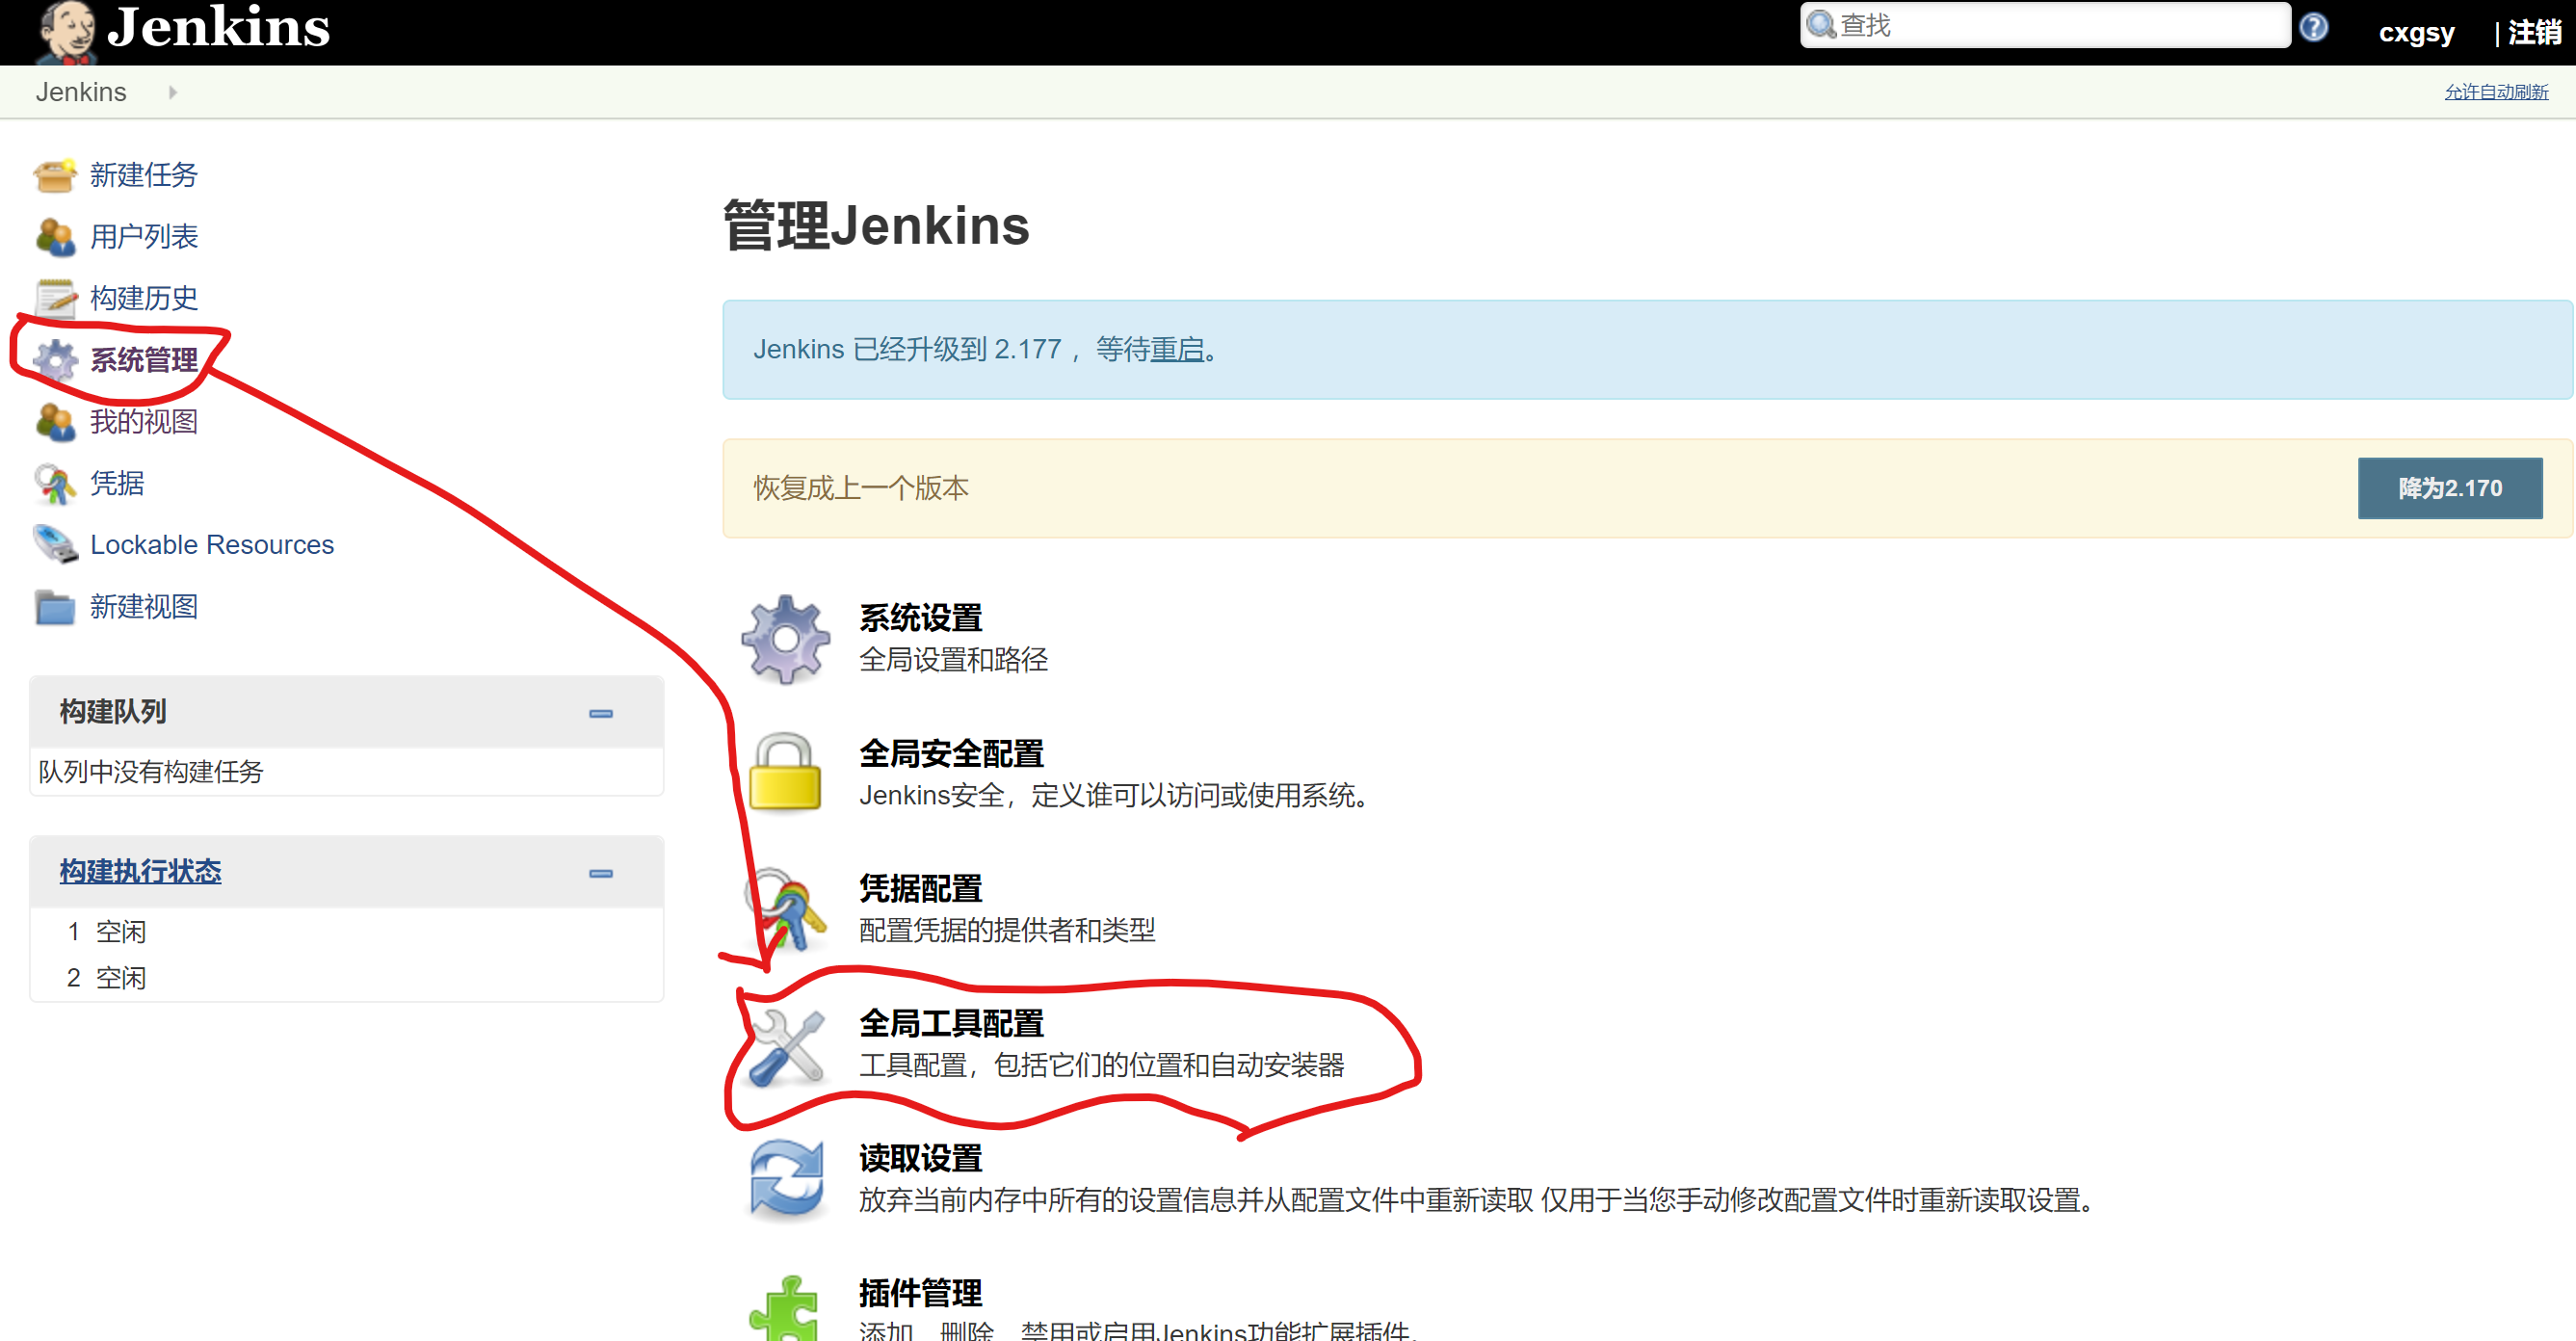 Jenkins
查找
cxgsy
| 注销
Jenkins
允许自动刷新
新建任务
用户列表
构建历史
系统管理
我的视图
凭据
Lockable Resources
新建视图
构建队列
队列中没有构建任务
构建执行状态
1 空闲
2 空闲
管理Jenkins
Jenkins 已经升级到 2.177 ，等待重启。
恢复成上一个版本
降为2.170
系统设置
全局设置和路径
全局安全配置
Jenkins安全，定义谁可以访问或使用系统。
凭据配置
配置凭据的提供者和类型
全局工具配置
工具配置，包括它们的位置和自动安装器
读取设置
放弃当前内存中所有的设置信息并从配置文件中重新读取 仅用于当您手动修改配置文件时重新读取设置。
插件管理
添加、删除、禁用或启用Jenkins功能扩展插件。